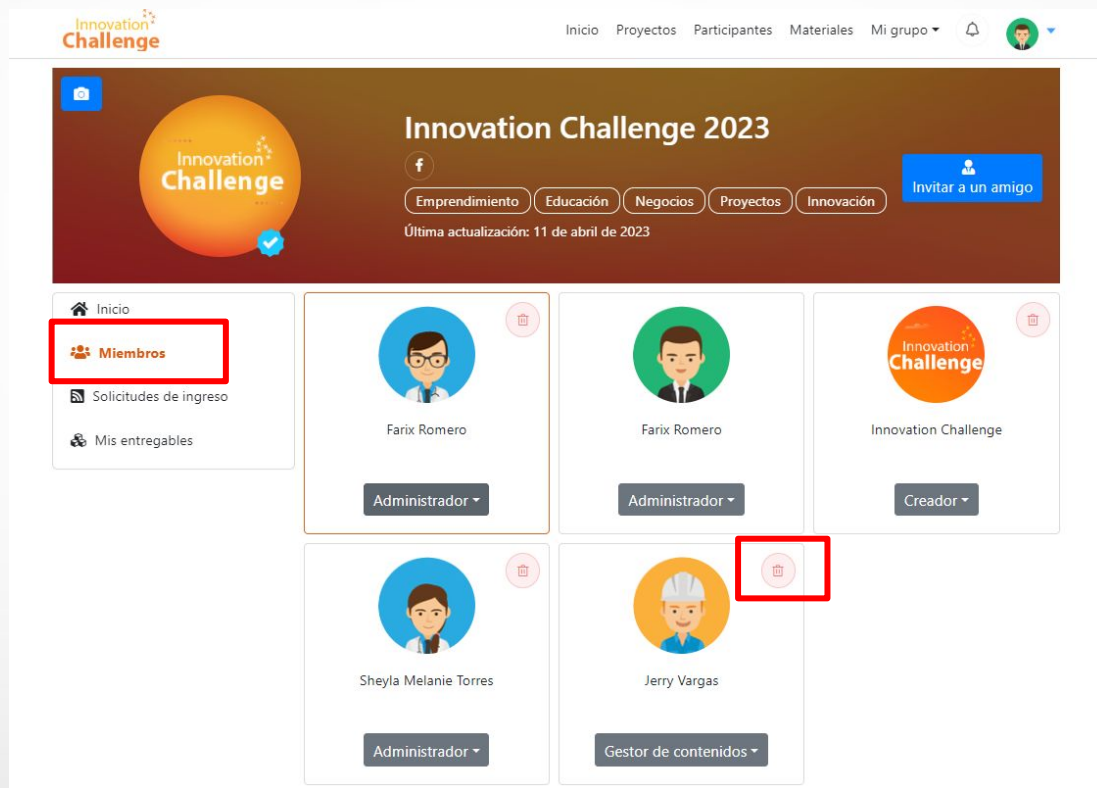 Innovation
Challenge
Inicio Proyectos Participantes Materiales Mi grupo
Innovation
Challenge
Innovation Challenge 2023
f
Emprendimiento Educación Negocios Proyectos Innovación
Última actualización: 11 de abril de 2023
Invitar a un amigo
Inicio
Miembros
Solicitudes de ingreso
Mis entregables
Farix Romero
Administrador
Farix Romero
Administrador
Innovation
Challenge
Innovation Challenge
Creador
Sheyla Melanie Torres
Administrador
Jerry Vargas
Gestor de contenidos